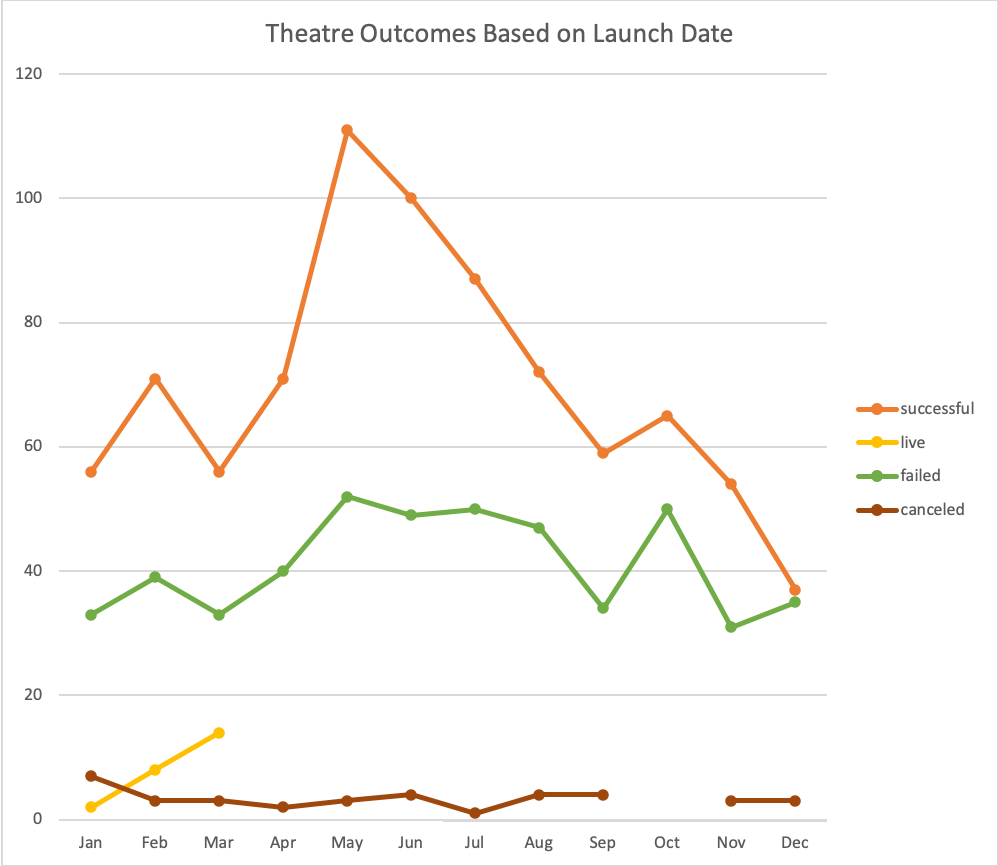 Theatre Outcomes Based on Launch Date
120
100
80
60
40
20
0
Jan Feb Mar Apr May Jun Jul Aug Sep Oct Nov Dec
successful
live
failed
canceled